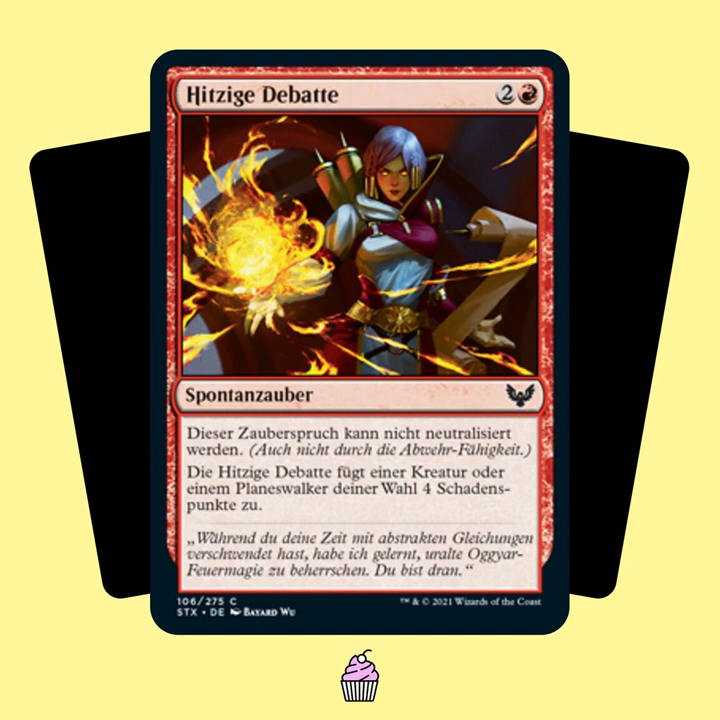 Hitzige Debatte
2
Spontanzauber
Dieser Zauberspruch kann nicht neutralisiert
werden. (Auch nicht durch die Abwehr-Fähigkeit.)
Die Hitzige Debatte fügt einer Kreatur oder
einem Planeswalker deiner Wahl 4 Schadens-
punkte zu.
„Während du deine Zeit mit abstrakten Gleichungen
verschwendet hast, habe ich gelernt, uralte Oggyar-
Feuermagie zu beherrschen. Du bist dran.“
106/275 C
™ & © 2021 Wizards of the Coast
STX • DE Bayard Wu